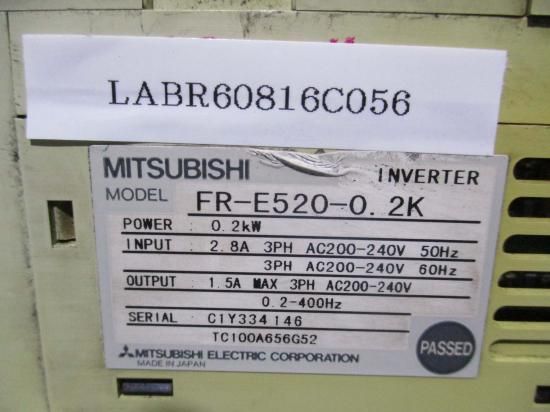 LABR60816C056
MITSUBISHI INVERTER
MODEL FR-E520-0.2K
POWER : 0.2kW
INPUT : 2.8A 3PH AC200-240V 50Hz
3PH AC200-240V 60Hz
OUTPUT : 1.5A MAX 3PH AC200-240V
0.2-400Hz
SERIAL : C1Y334146
TC100A656G52
MITSUBISHI ELECTRIC CORPORATION
MADE IN JAPAN
PASSED